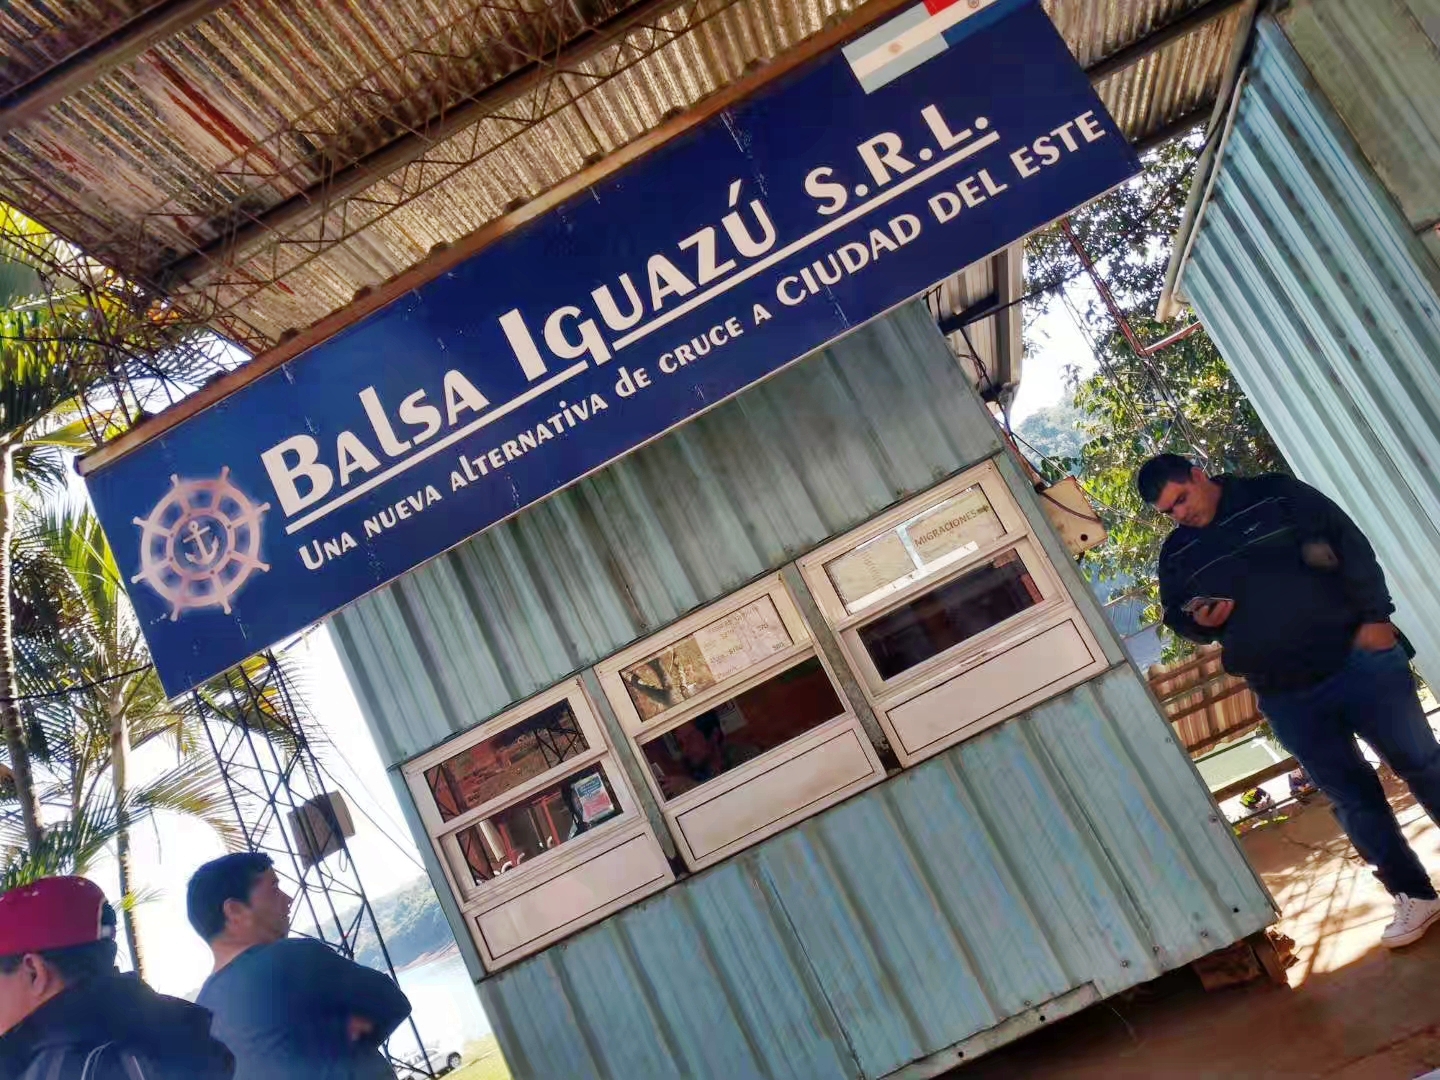 Balsa Iguazú S.R.L.
Una nueva alternativa de cruce a Ciudad del Este
MIGRACIONES